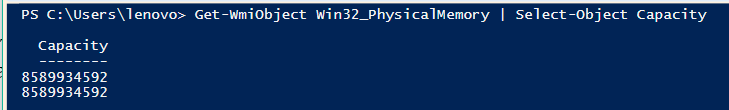 PS C:\Users\lenovo> Get-WmiObject Win32_PhysicalMemory | Select-Object Capacity
Capacity
--------
8589934592
8589934592